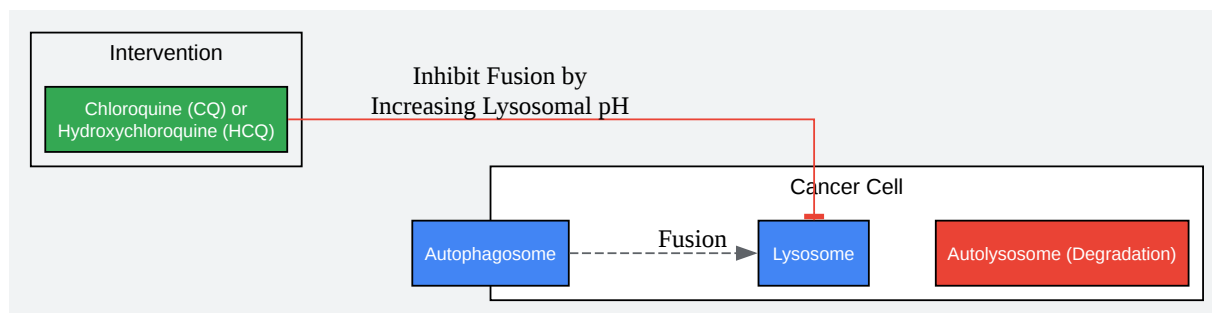 Intervention
Chloroquine (CQ) or
Hydroxychloroquine (HCQ)
Inhibit Fusion by
Increasing Lysosomal pH
Cancer Cell
Autophagosome
Fusion
Lysosome
Autolysosome (Degradation)